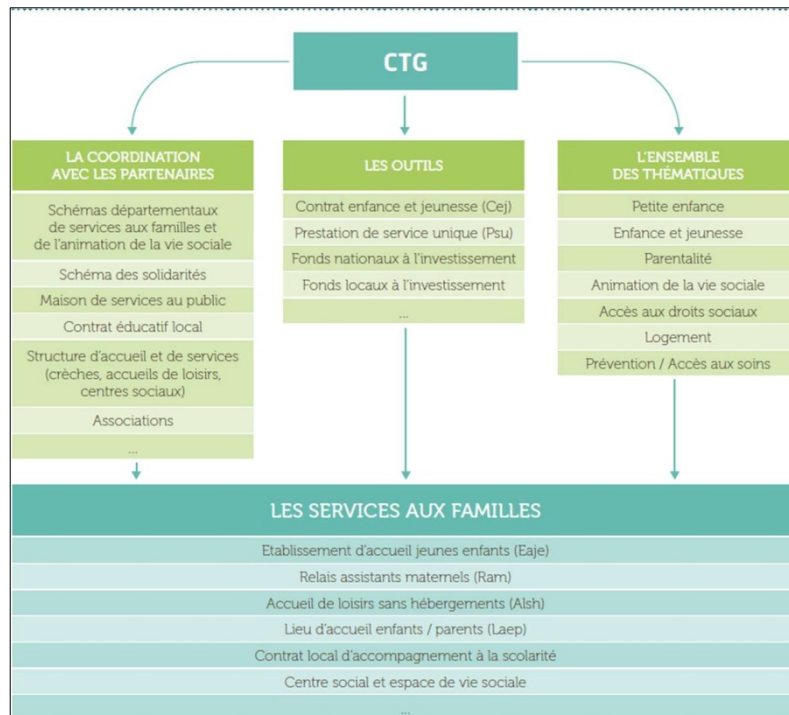 CTG
LA COORDINATION
AVEC LES PARTENAIRES
Schémas départementaux
de services aux familles et
de l'animation de la vie sociale
Schéma des solidarités
Maison de services au public
Contrat éducatif local
Structure d'accueil et de services
(crèches, accueils de loisirs,
centres sociaux)
Associations
...
LES OUTILS
Contrat enfance et jeunesse (Cej)
Prestation de service unique (Psu)
Fonds nationaux à l'investissement
Fonds locaux à l'investissement
...
L'ENSEMBLE
DES THÉMATIQUES
Petite enfance
Enfance et jeunesse
Parentalité
Animation de la vie sociale
Accès aux droits sociaux
Logement
Prévention / Accès aux soins
LES SERVICES AUX FAMILLES
Etablissement d'accueil jeunes enfants (Eaje)
Relais assistants maternels (Ram)
Accueil de loisirs sans hébergements (Alsh)
Lieu d'accueil enfants / parents (Laep)
Contrat local d'accompagnement à la scolarité
Centre social et espace de vie sociale
...